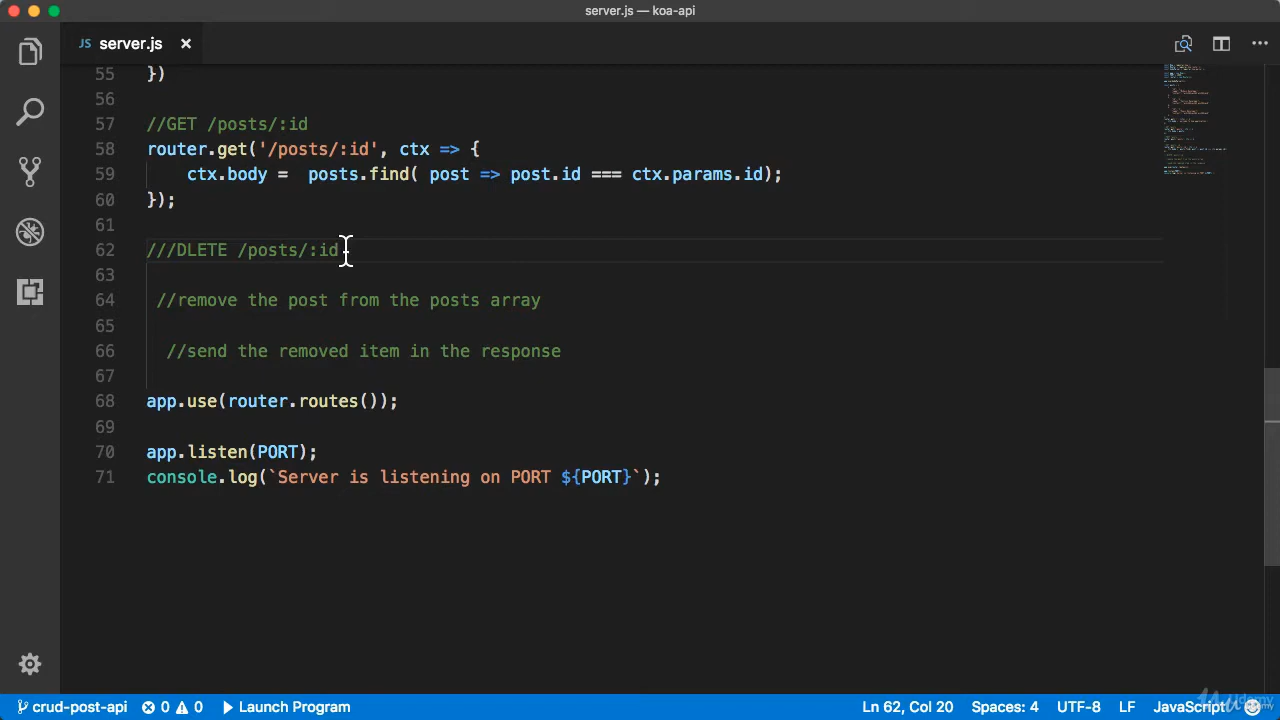 server.js — koa-api
JS server.js ×
55 })
56
57 //GET /posts/:id
58 router.get('/posts/:id', ctx => {
59 ctx.body = posts.find( post => post.id === ctx.params.id);
60 });
61
62 ///DLETE /posts/:id
63
64 //remove the post from the posts array
65
66 //send the removed item in the response
67
68 app.use(router.routes());
69
70 app.listen(PORT);
71 console.log(`Server is listening on PORT ${PORT}`);
crud-post-api 0 0 Launch Program Ln 62, Col 20 Spaces: 4 UTF-8 LF JavaScript
Udemy